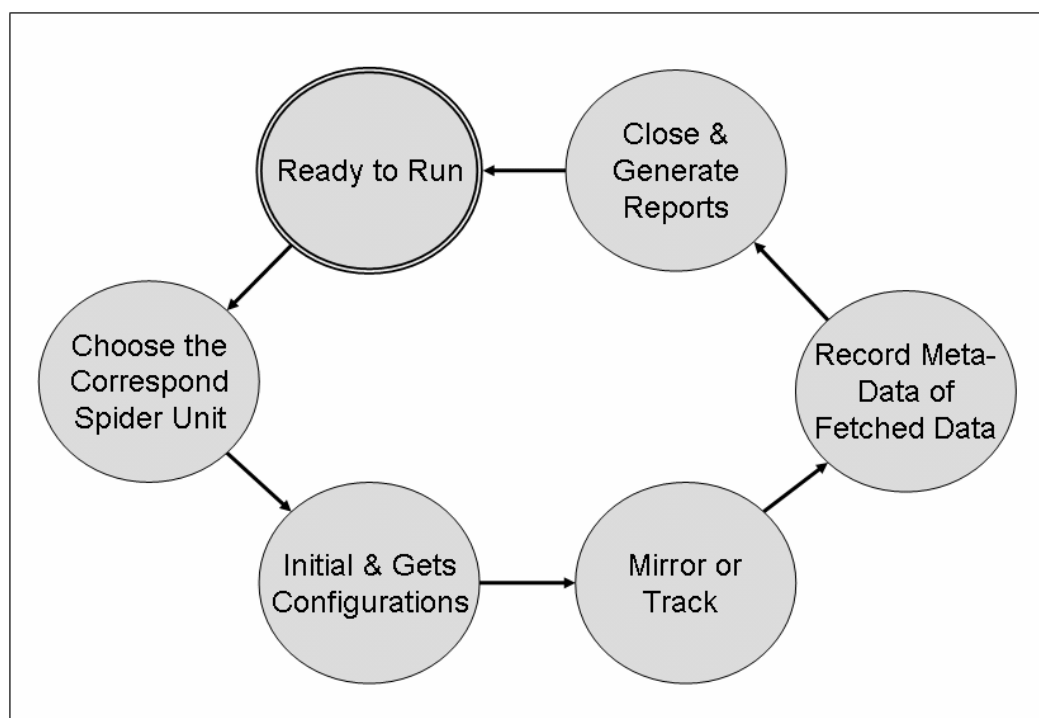 Ready to Run
Close &
Generate
Reports
Choose the
Correspond
Spider Unit
Record Meta-
Data of
Fetched Data
Initial & Gets
Configurations
Mirror or
Track